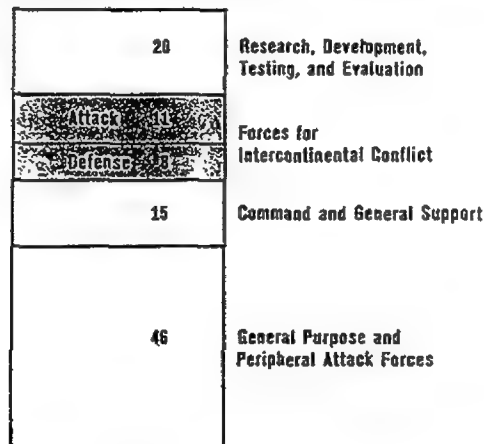 20 Research, Development,
Testing, and Evaluation
Attack 11
Forces for
Intercontinental Conflict
Defense 8
15 Command and General Support
46 General Purpose and
Peripheral Attack Forces